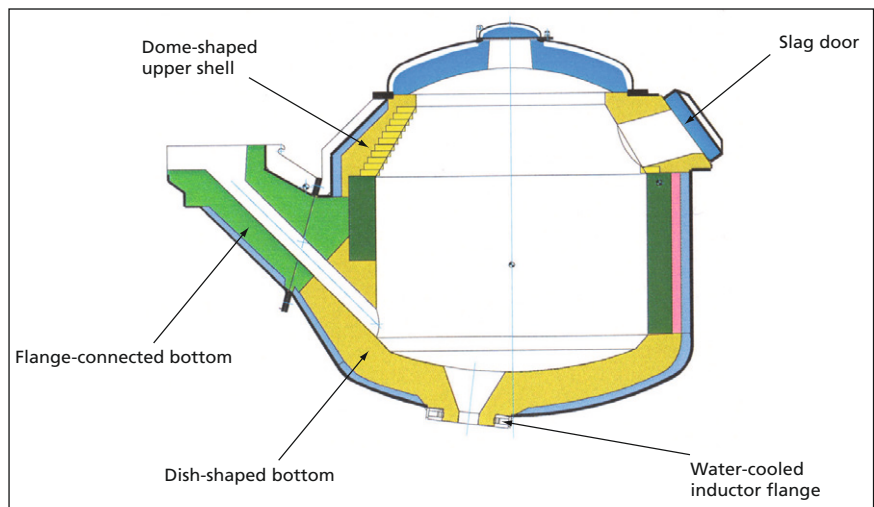 Dome-shaped
upper shell
Slag door
Flange-connected bottom
Dish-shaped bottom
Water-cooled
inductor flange